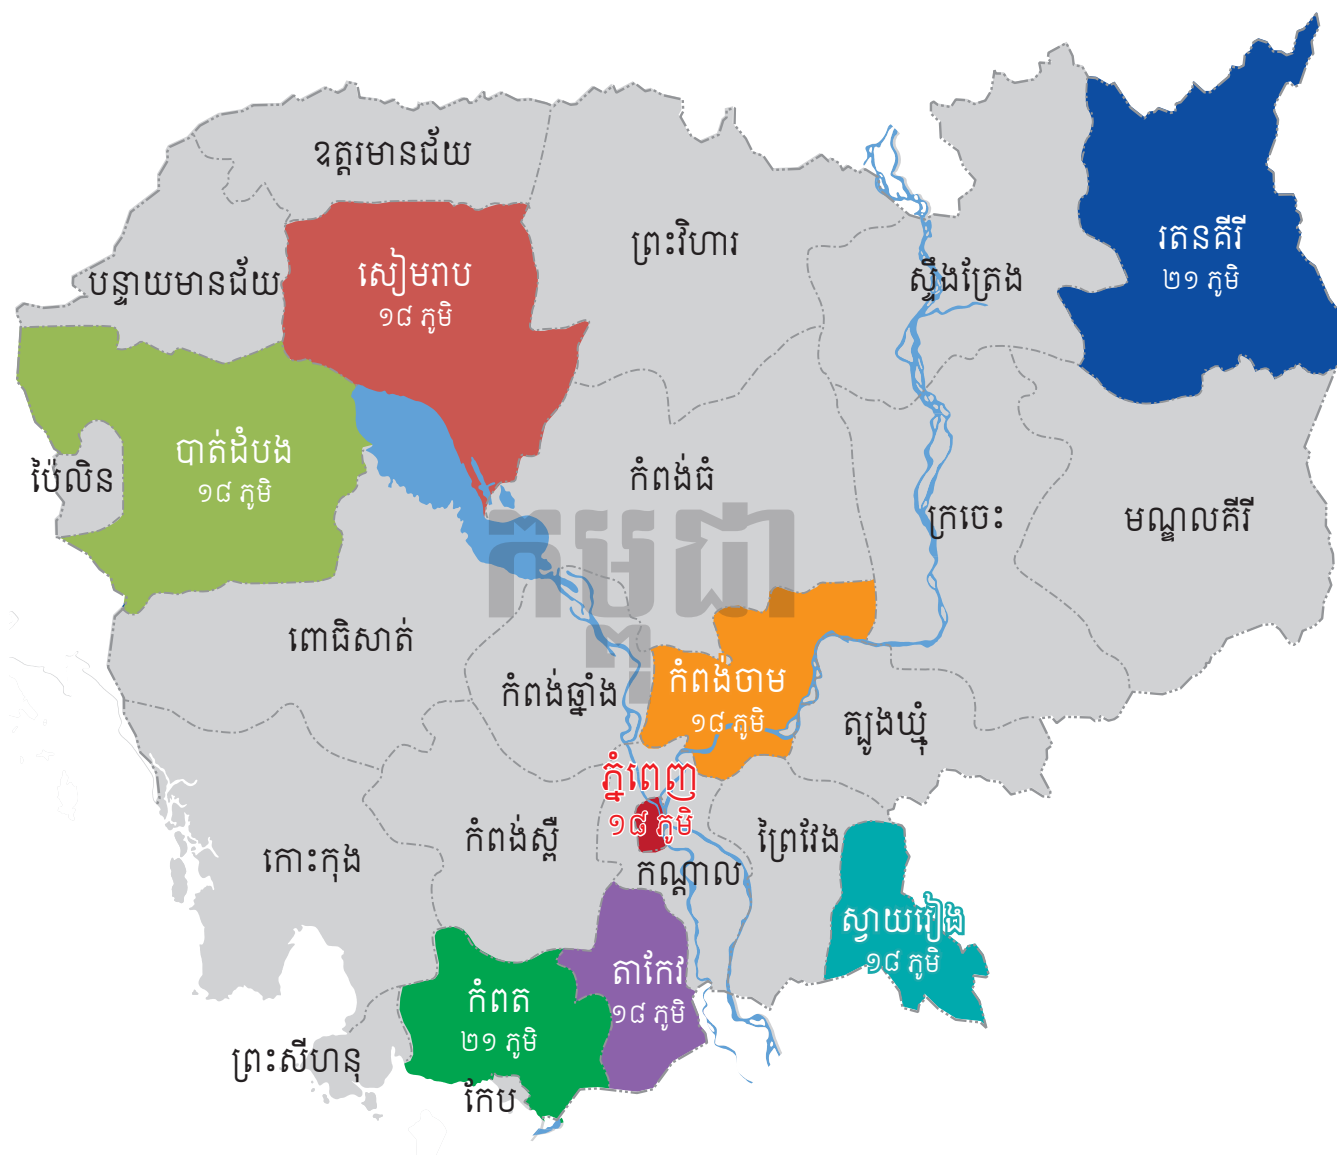 ឧត្តរមានជ័យ
ព្រះវិហារ
រតនគីរី
២១ ភូមិ
សៀមរាប
១៨ ភូមិ
បន្ទាយមានជ័យ
ស្ទឹងត្រែង
បាត់ដំបង
១៨ ភូមិ
ប៉ៃលិន
កំពង់ធំ
ក្រចេះ
មណ្ឌលគីរី
កម្ពុជា
ពោធិសាត់
កំពង់ឆ្នាំង
កំពង់ចាម
១៨ ភូមិ
ត្បូងឃ្មុំ
ភ្នំពេញ
១៨ ភូមិ
កំពង់ស្ពឺ
ព្រៃវែង
កោះកុង
កណ្តាល
ស្វាយរៀង
១៨ ភូមិ
តាកែវ
១៨ ភូមិ
កំពត
២១ ភូមិ
ព្រះសីហនុ
កែប